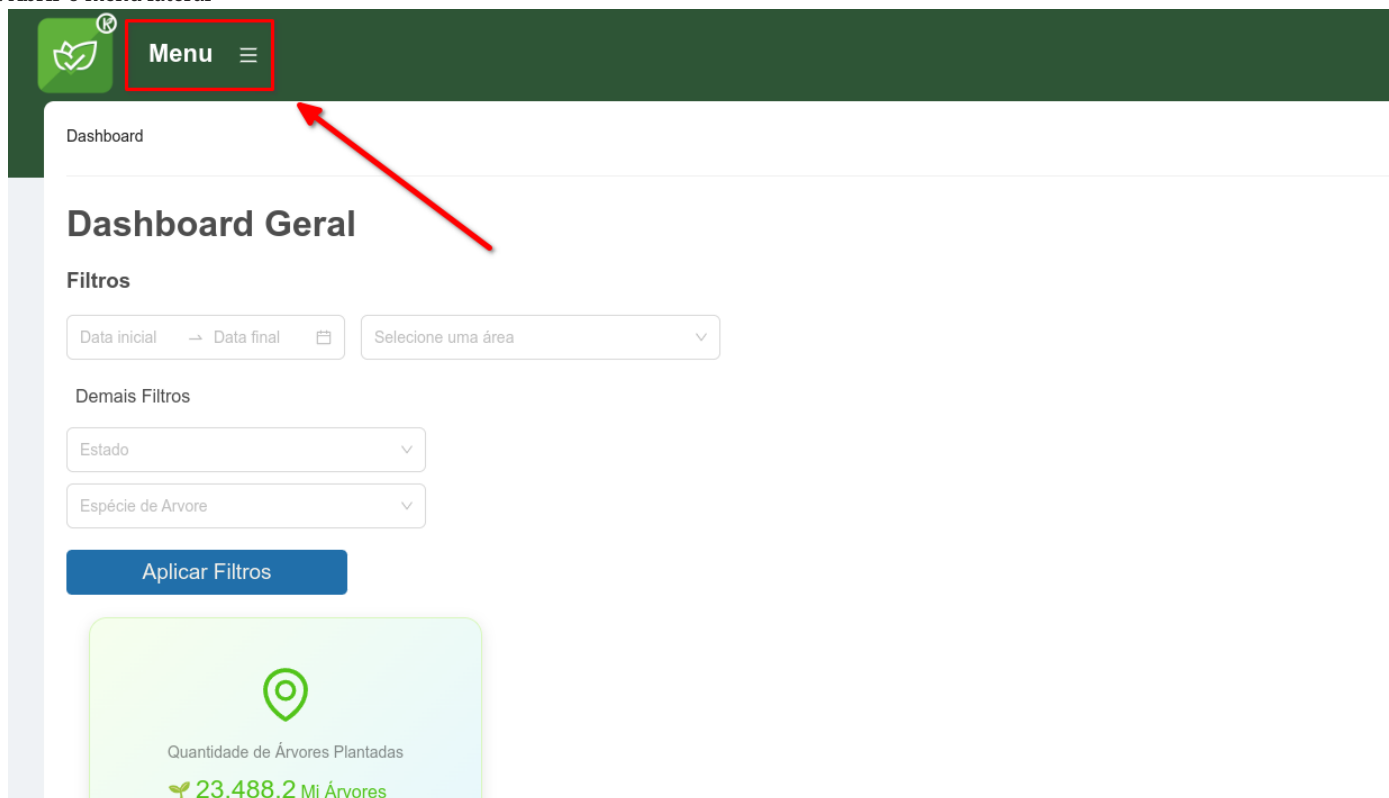 ®
Menu
Dashboard
Dashboard Geral
Filtros
Data inicial → Data final
Selecione uma área
Demais Filtros
Estado
Espécie de Arvore
Aplicar Filtros
Quantidade de Árvores Plantadas
23.488,2 Mi Árvores